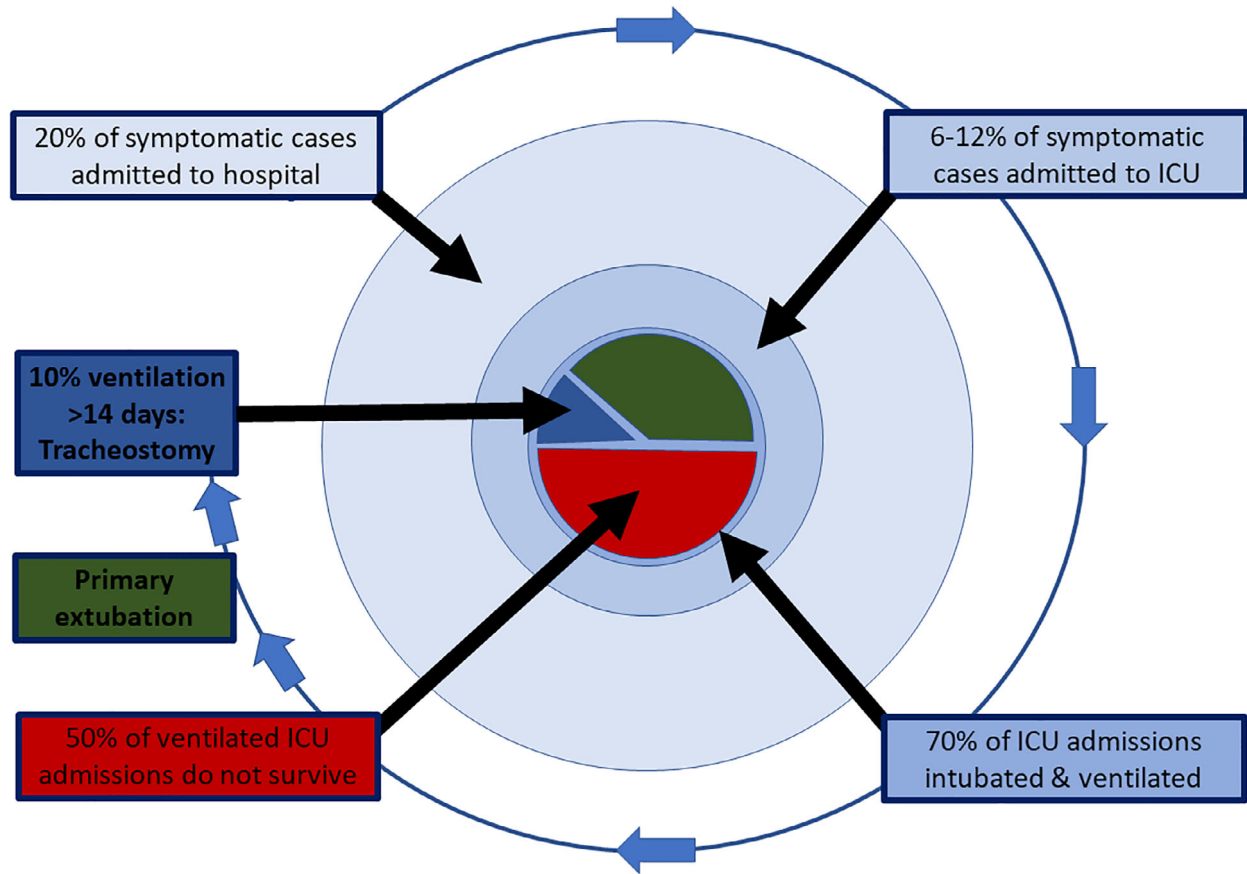 20% of symptomatic cases
admitted to hospital
6-12% of symptomatic
cases admitted to ICU
10% ventilation
>14 days:
Tracheostomy
Primary
extubation
50% of ventilated ICU
admissions do not survive
70% of ICU admissions
intubated & ventilated